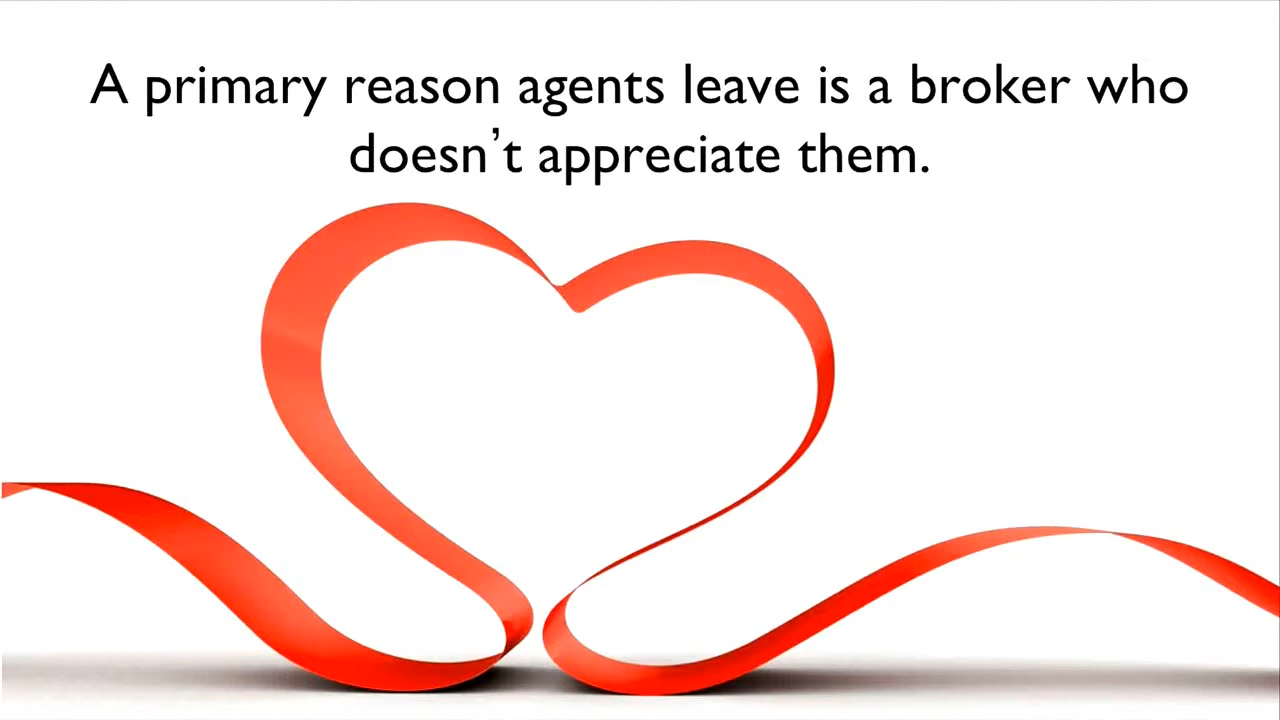 A primary reason agents leave is a broker who
doesn’t appreciate them.